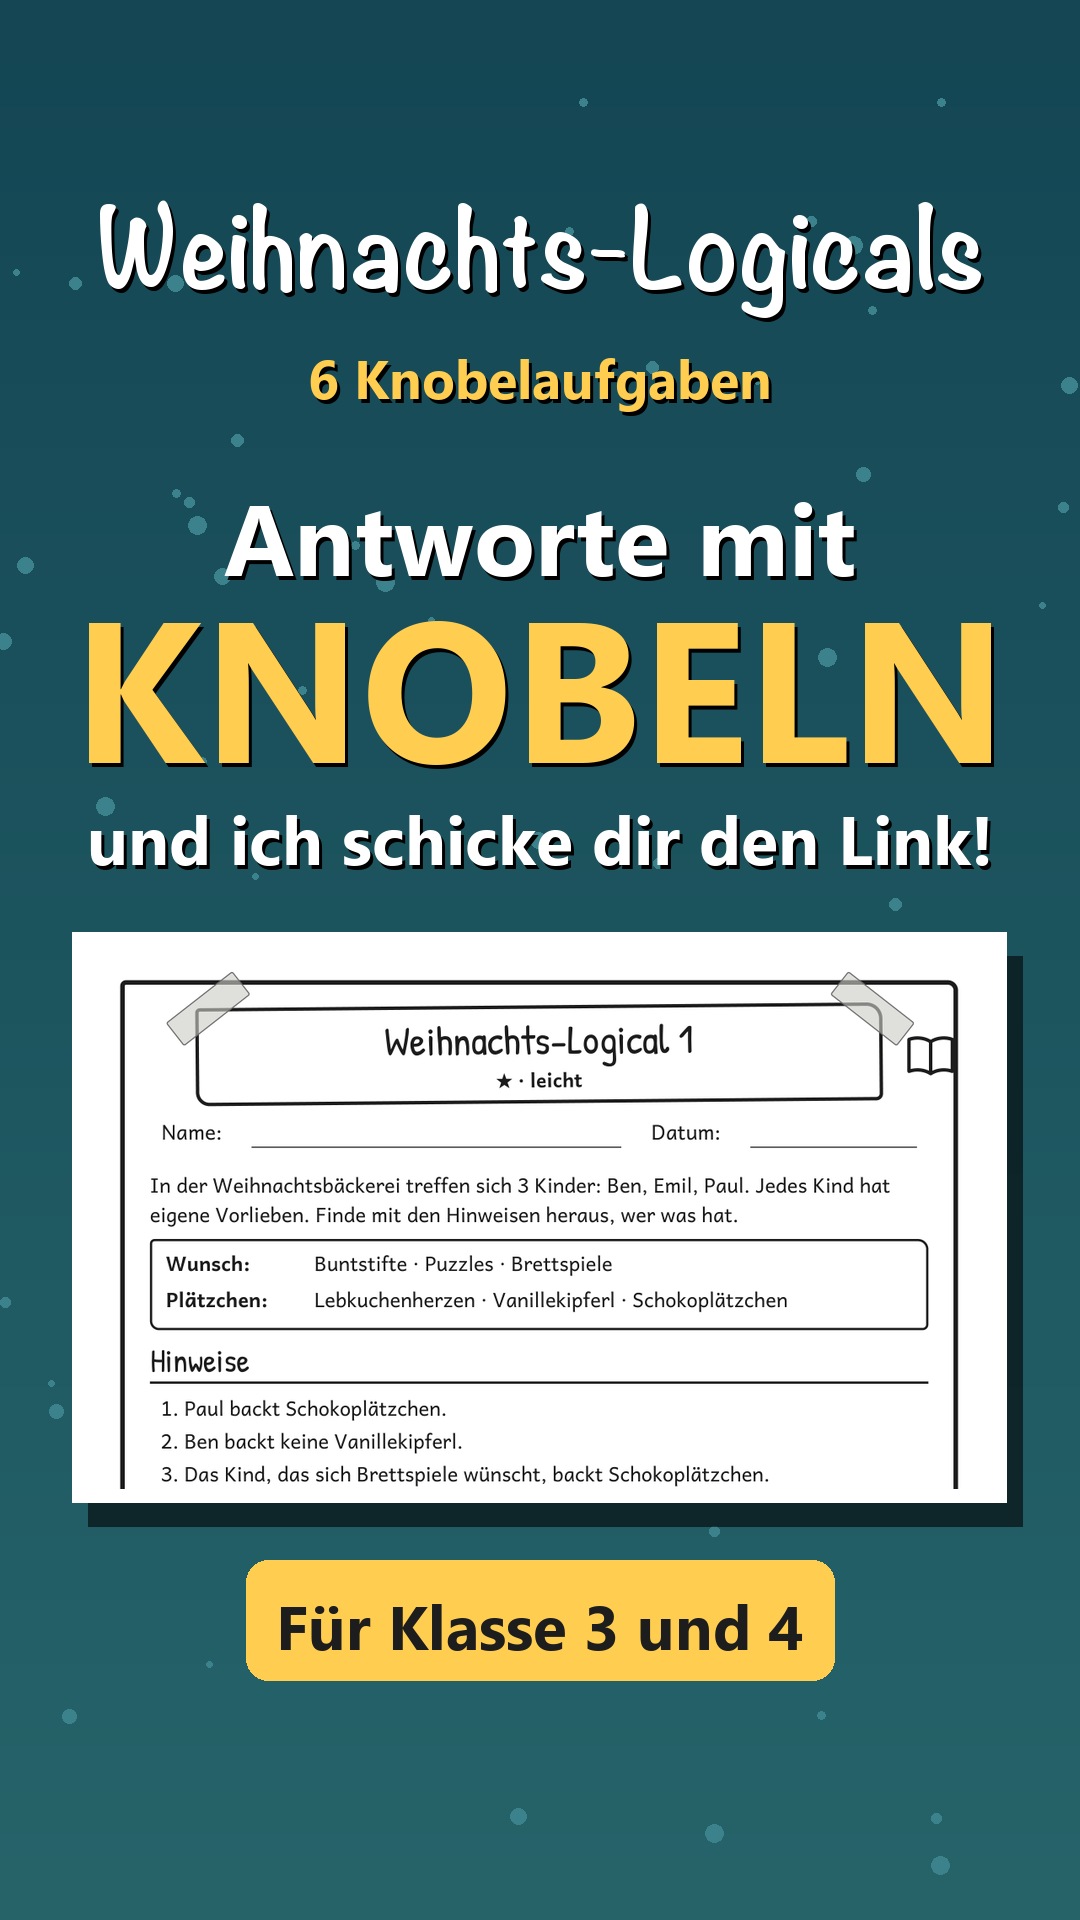 Weihnachts-Logicals
6 Knobelaufgaben
Antworte mit
KNOBELN
und ich schicke dir den Link!
Weihnachts-Logical 1
★ · leicht
Name:
Datum:
In der Weihnachtsbäckerei treffen sich 3 Kinder: Ben, Emil, Paul. Jedes Kind hat
eigene Vorlieben. Finde mit den Hinweisen heraus, wer was hat.
Wunsch: Buntstifte · Puzzles · Brettspiele
Plätzchen: Lebkuchenherzen · Vanillekipferl · Schokoplätzchen
Hinweise
1. Paul backt Schokoplätzchen.
2. Ben backt keine Vanillekipferl.
3. Das Kind, das sich Brettspiele wünscht, backt Schokoplätzchen.
Für Klasse 3 und 4